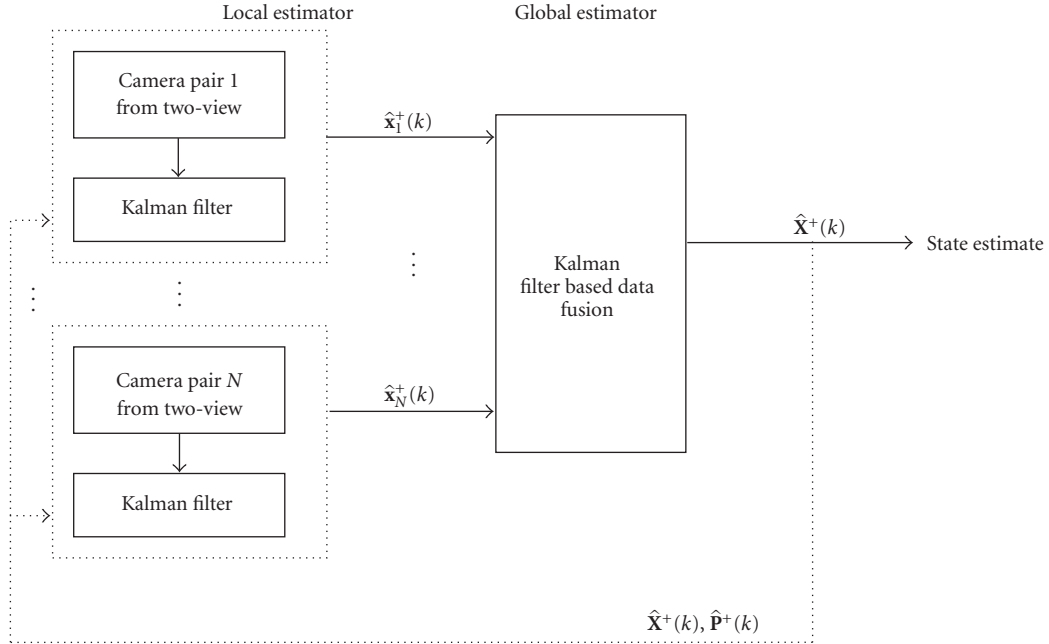 Local estimator
Global estimator
Camera pair 1
from two-view
Kalman filter
x̂₁⁺(k)
Kalman
filter based data
fusion
X̂⁺(k)
State estimate
Camera pair N
from two-view
Kalman filter
x̂_N⁺(k)
X̂⁺(k), P̂⁺(k)